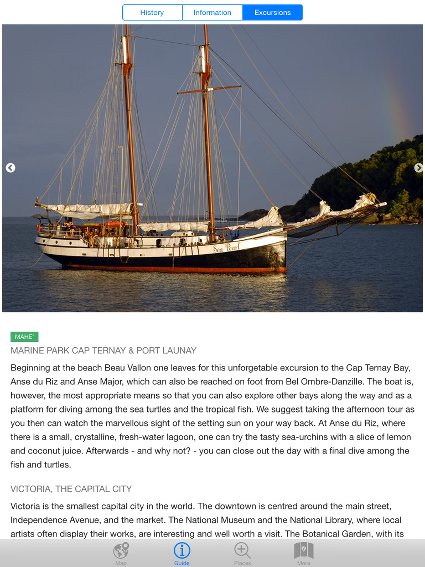 History Information Excursions
Sea Pearl
MAHE'
MARINE PARK CAP TERNAY & PORT LAUNAY
Beginning at the beach Beau Vallon one leaves for this unforgetable excursion to the Cap Ternay Bay,
Anse du Riz and Anse Major, which can also be reached on foot from Bel Ombre-Danzille. The boat is,
however, the most appropriate means so that you can also explore other bays along the way and as a
platform for diving among the sea turtles and the tropical fish. We suggest taking the afternoon tour as
you then can watch the marvellous sight of the setting sun on your way back. At Anse du Riz, where
there is a small, crystalline, fresh-water lagoon, one can try the tasty sea-urchins with a slice of lemon
and coconut juice. Afterwards - and why not? - you can close out the day with a final dive among the
fish and turtles.
VICTORIA, THE CAPITAL CITY
Victoria is the smallest capital city in the world. The downtown is centred around the main street,
Independence Avenue, and the market. The National Museum and the National Library, where local
artists often display their works, are interesting and well worth a visit. The Botanical Garden, with its
Map Guide Places More